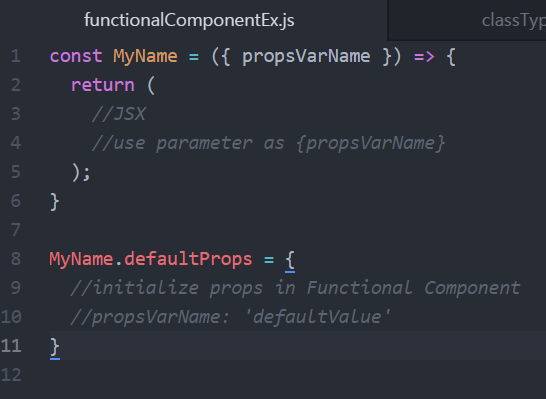 functionalComponentEx.js classTyp
1 const MyName = ({ propsVarName }) => {
2 return (
3 //JSX
4 //use parameter as {propsVarName}
5 );
6 }
7
8 MyName.defaultProps = {
9 //initialize props in Functional Component
10 //propsVarName: 'defaultValue'
11 }
12